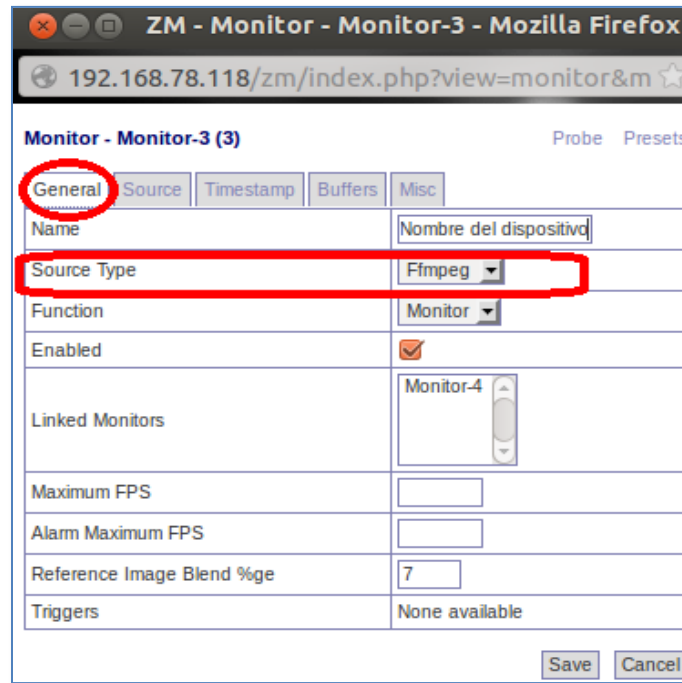 ZM - Monitor - Monitor-3 - Mozilla Firefox
192.168.78.118/zm/index.php?view=monitor&m
Monitor - Monitor-3 (3) Probe Presets
General Source Timestamp Buffers Misc
Name Nombre del dispositivo
Source Type Ffmpeg
Function Monitor
Enabled
Linked Monitors Monitor-4
Maximum FPS
Alarm Maximum FPS
Reference Image Blend %ge 7
Triggers None available
Save Cancel